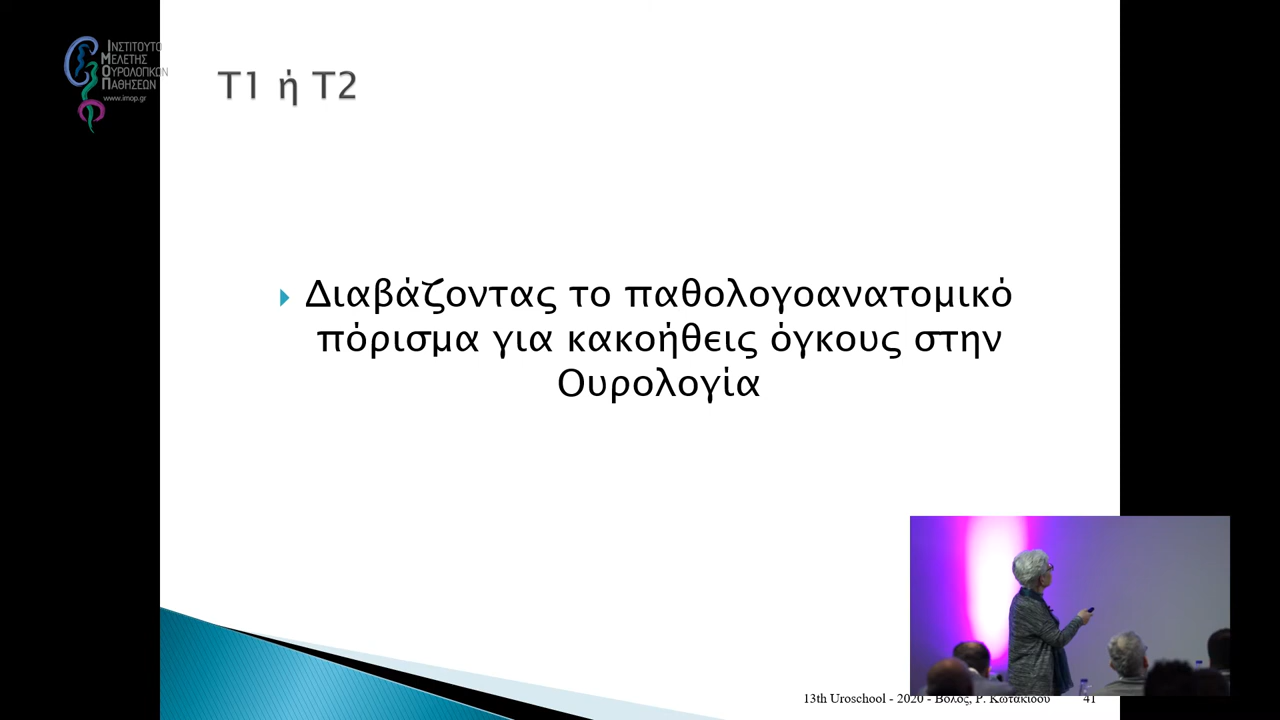 ΙΝΣΤΙΤΟΥΤΟ
ΜΕΛΕΤΗΣ
ΟΥΡΟΛΟΓΙΚΩΝ
ΠΑΘΗΣΕΩΝ
www.imop.gr
Τ1 ή Τ2
Διαβάζοντας το παθολογοανατομικό
πόρισμα για κακοήθεις όγκους στην
Ουρολογία
13th Uroschool - 2020 - Βόλος, Ρ. Κωτακίδου 41